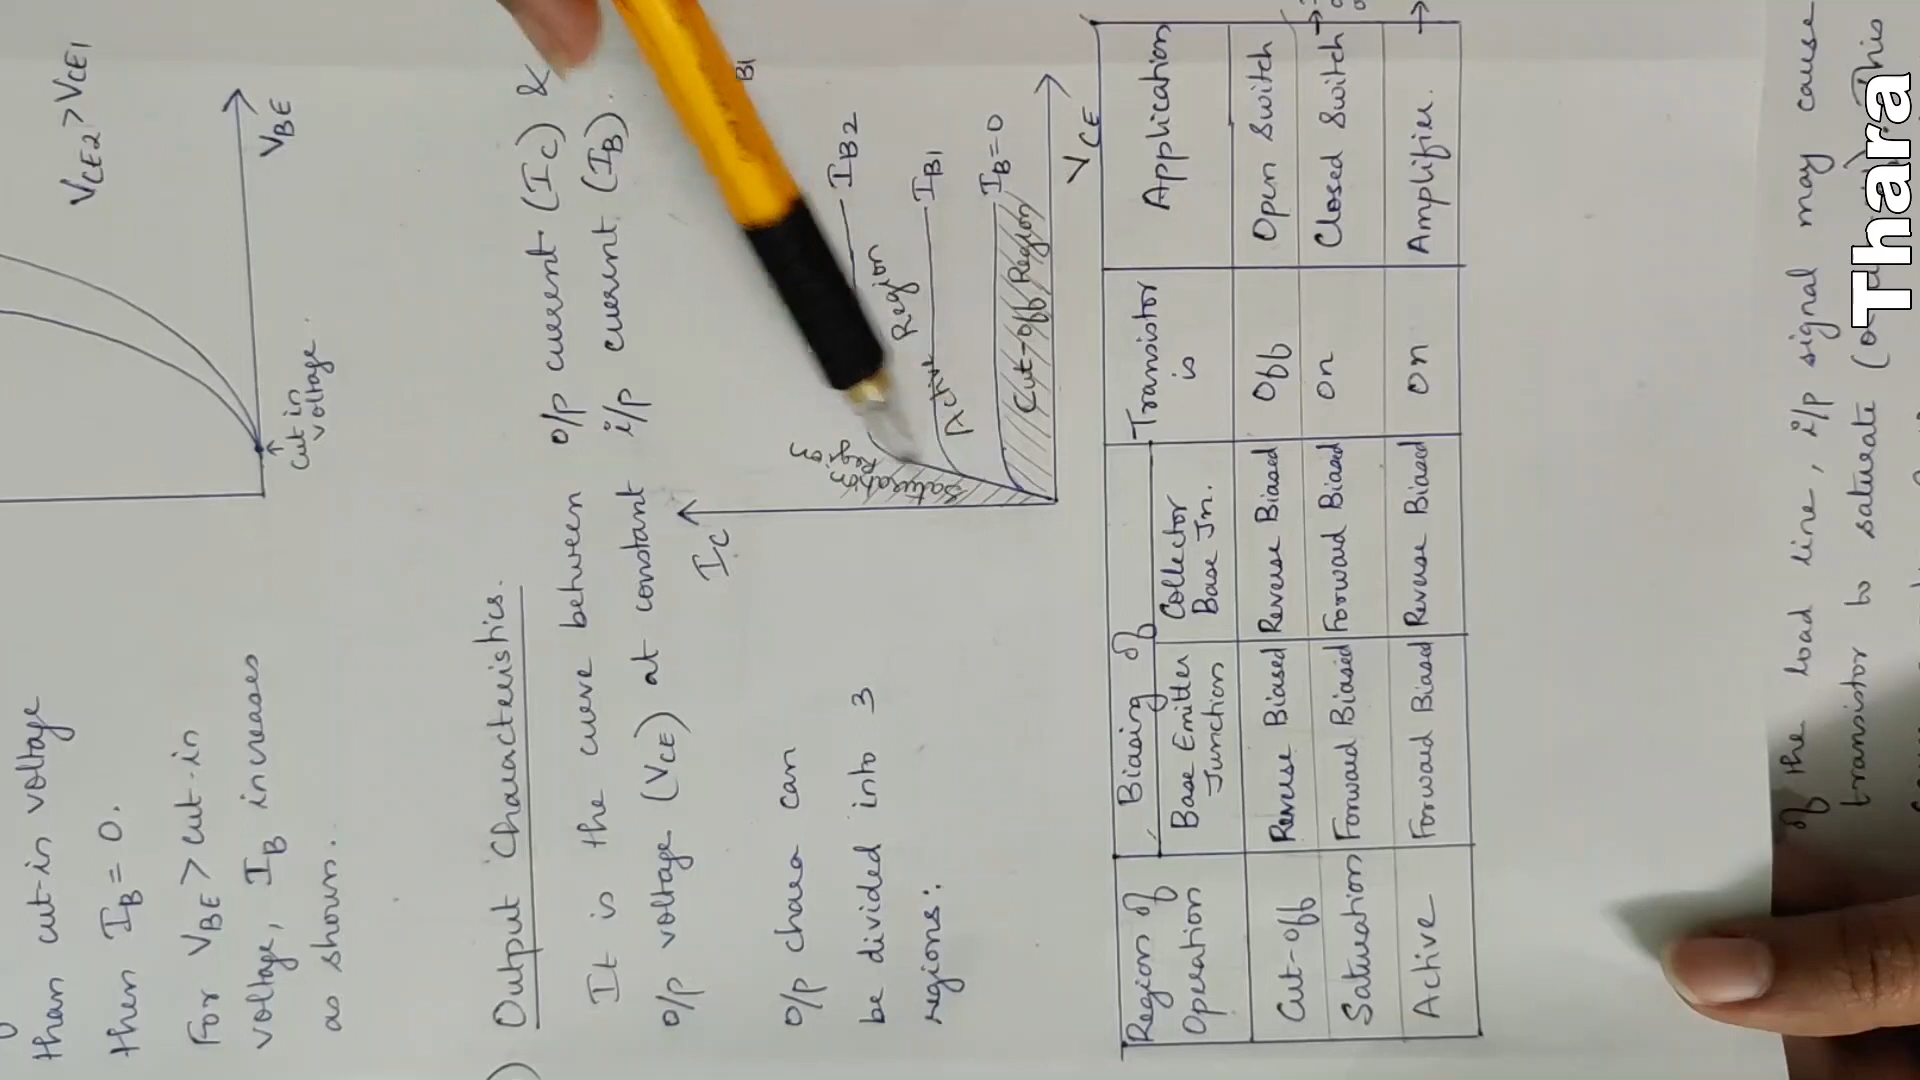 than cut-in voltage
then IB = 0.
For VBE > cut-in
voltage, IB increases
as shown.
VCE2 > VCE1
VBE
cut in
voltage.
Output Characteristics.
It is the curve between o/p current (IC) &
o/p voltage (VCE) at constant i/p current (IB).
o/p chara can
be divided into 3
regions:
IC
Saturation
Region
Active Region
Cut-off Region
B1
IB2
IB1
IB=0
VCE
Region of
Operation
Biasing of
Base Emitter
Junction
Collector
Base Jn.
Transistor
is
Application
Cut-off Reverse Biased Reverse Biased Off Open Switch
Saturation Forward Biased Forward Biased on Closed Switch
Active Forward Biased Reverse Biased on Amplifier.
of the load line, i/p signal may cause
transistor to saturate
This
Thara